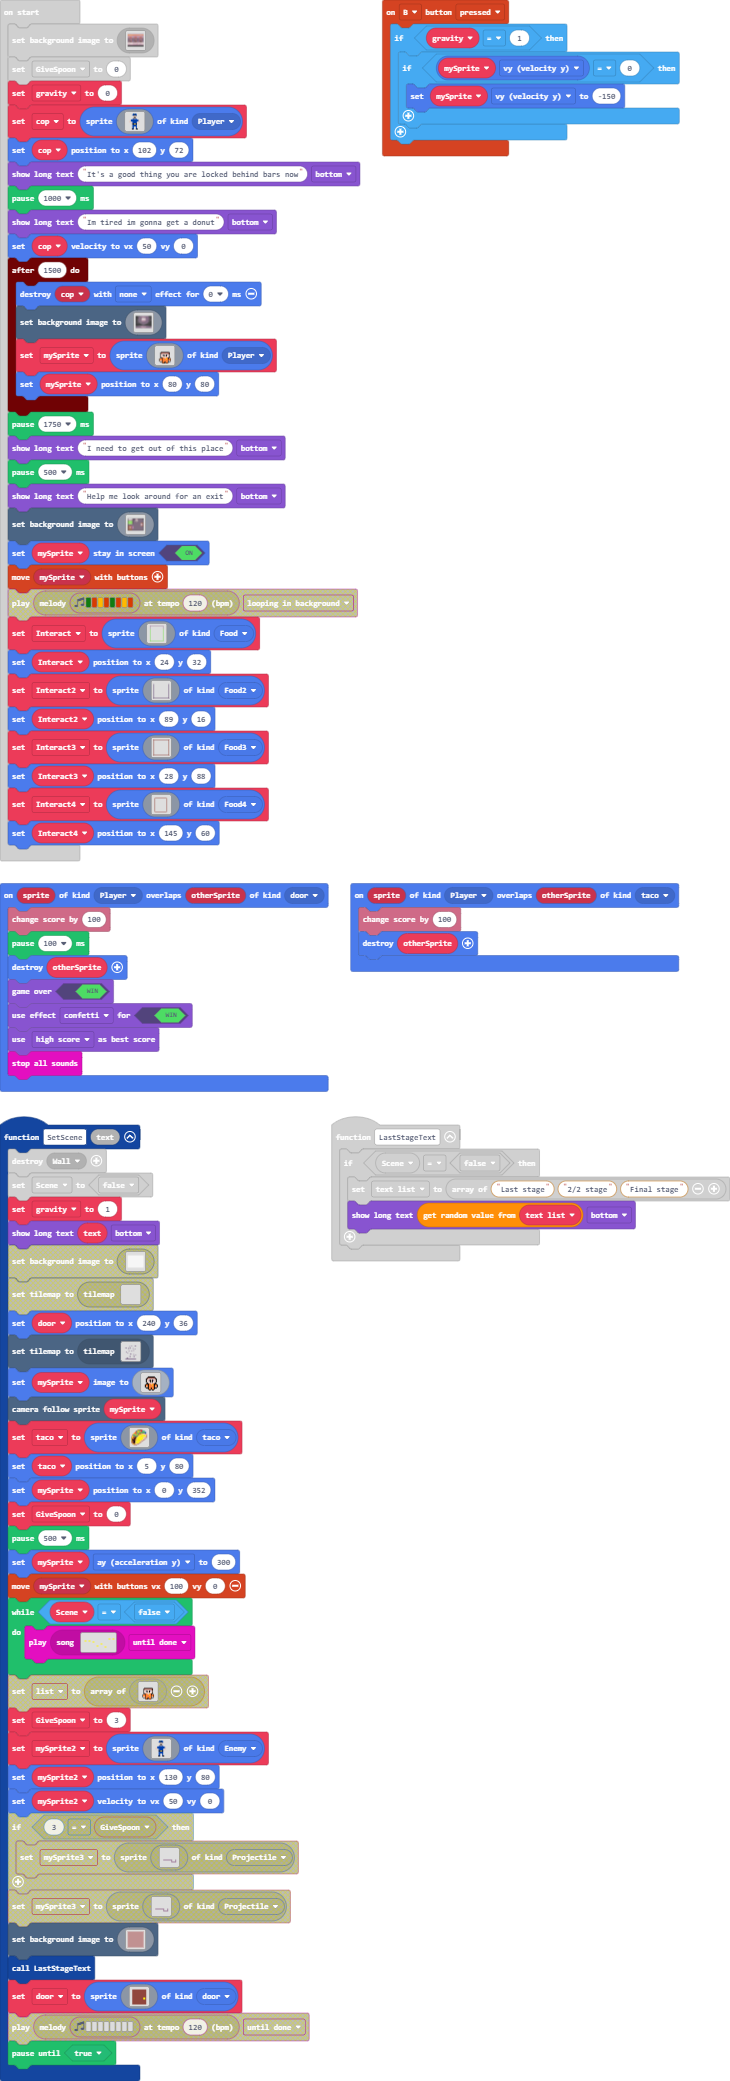 on start
set background image to
set GiveSpoon to 0
set gravity to 0
set cop to sprite of kind Player
set cop position to x 102 y 72
show long text "It's a good thing you are locked behind bars now" bottom
pause 1000 ms
show long text "Im tired im gonna get a donut" bottom
set cop velocity to vx 50 vy 0
after 1500 do
destroy cop with none effect for 0 ms
set background image to
set mySprite to sprite of kind Player
set mySprite position to x 80 y 80
pause 1750 ms
show long text "I need to get out of this place" bottom
pause 500 ms
show long text "Help me look around for an exit" bottom
set background image to
set mySprite stay in screen ON
move mySprite with buttons
play melody at tempo 120 (bpm) looping in background
set Interact to sprite of kind Food
set Interact position to x 24 y 32
set Interact2 to sprite of kind Food2
set Interact2 position to x 89 y 16
set Interact3 to sprite of kind Food3
set Interact3 position to x 28 y 88
set Interact4 to sprite of kind Food4
set Interact4 position to x 145 y 60
on B button pressed
if gravity = 1 then
if mySprite vy (velocity y) = 0 then
set mySprite vy (velocity y) to -150
on sprite of kind Player overlaps otherSprite of kind door
change score by 100
pause 100 ms
destroy otherSprite
game over WIN
use effect confetti for WIN
use high score as best score
stop all sounds
on sprite of kind Player overlaps otherSprite of kind taco
change score by 100
destroy otherSprite
function SetScene text
destroy Wall
set Scene to false
set gravity to 1
show long text text bottom
set background image to
set tilemap to tilemap
set door position to x 240 y 36
set tilemap to tilemap
set mySprite image to
camera follow sprite mySprite
set taco to sprite of kind taco
set taco position to x 5 y 80
set mySprite position to x 0 y 352
set GiveSpoon to 0
pause 500 ms
set mySprite ay (acceleration y) to 300
move mySprite with buttons vx 100 vy 0
while Scene = false
do
play song until done
set list to array of
set GiveSpoon to 3
set mySprite2 to sprite of kind Enemy
set mySprite2 position to x 130 y 80
set mySprite2 velocity to vx 50 vy 0
if 3 = GiveSpoon then
set mySprite3 to sprite of kind Projectile
set mySprite3 to sprite of kind Projectile
set background image to
call LastStageText
set door to sprite of kind door
play melody at tempo 120 (bpm) until done
pause until true
function LastStageText
if Scene = false then
set text list to array of "Last stage" "2/2 stage" "Final stage"
show long text get random value from text list bottom